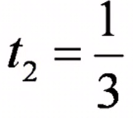 t₂ = 1/3